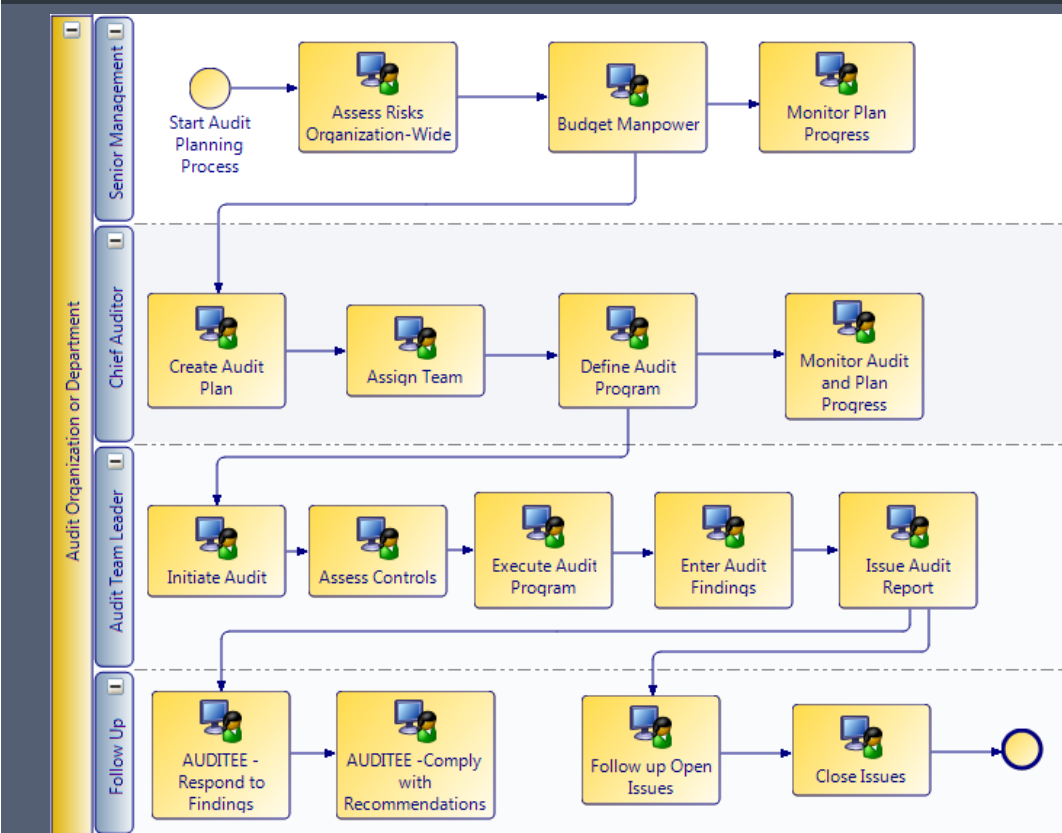 Audit Organization or Department
Senior Management
Start Audit
Planning
Process
Assess Risks
Organization-Wide
Budget Manpower
Monitor Plan
Progress
Chief Auditor
Create Audit
Plan
Assign Team
Define Audit
Program
Monitor Audit
and Plan
Progress
Audit Team Leader
Initiate Audit
Assess Controls
Execute Audit
Program
Enter Audit
Findings
Issue Audit
Report
Follow Up
AUDITEE -
Respond to
Findings
AUDITEE -Comply
with
Recommendations
Follow up Open
Issues
Close Issues